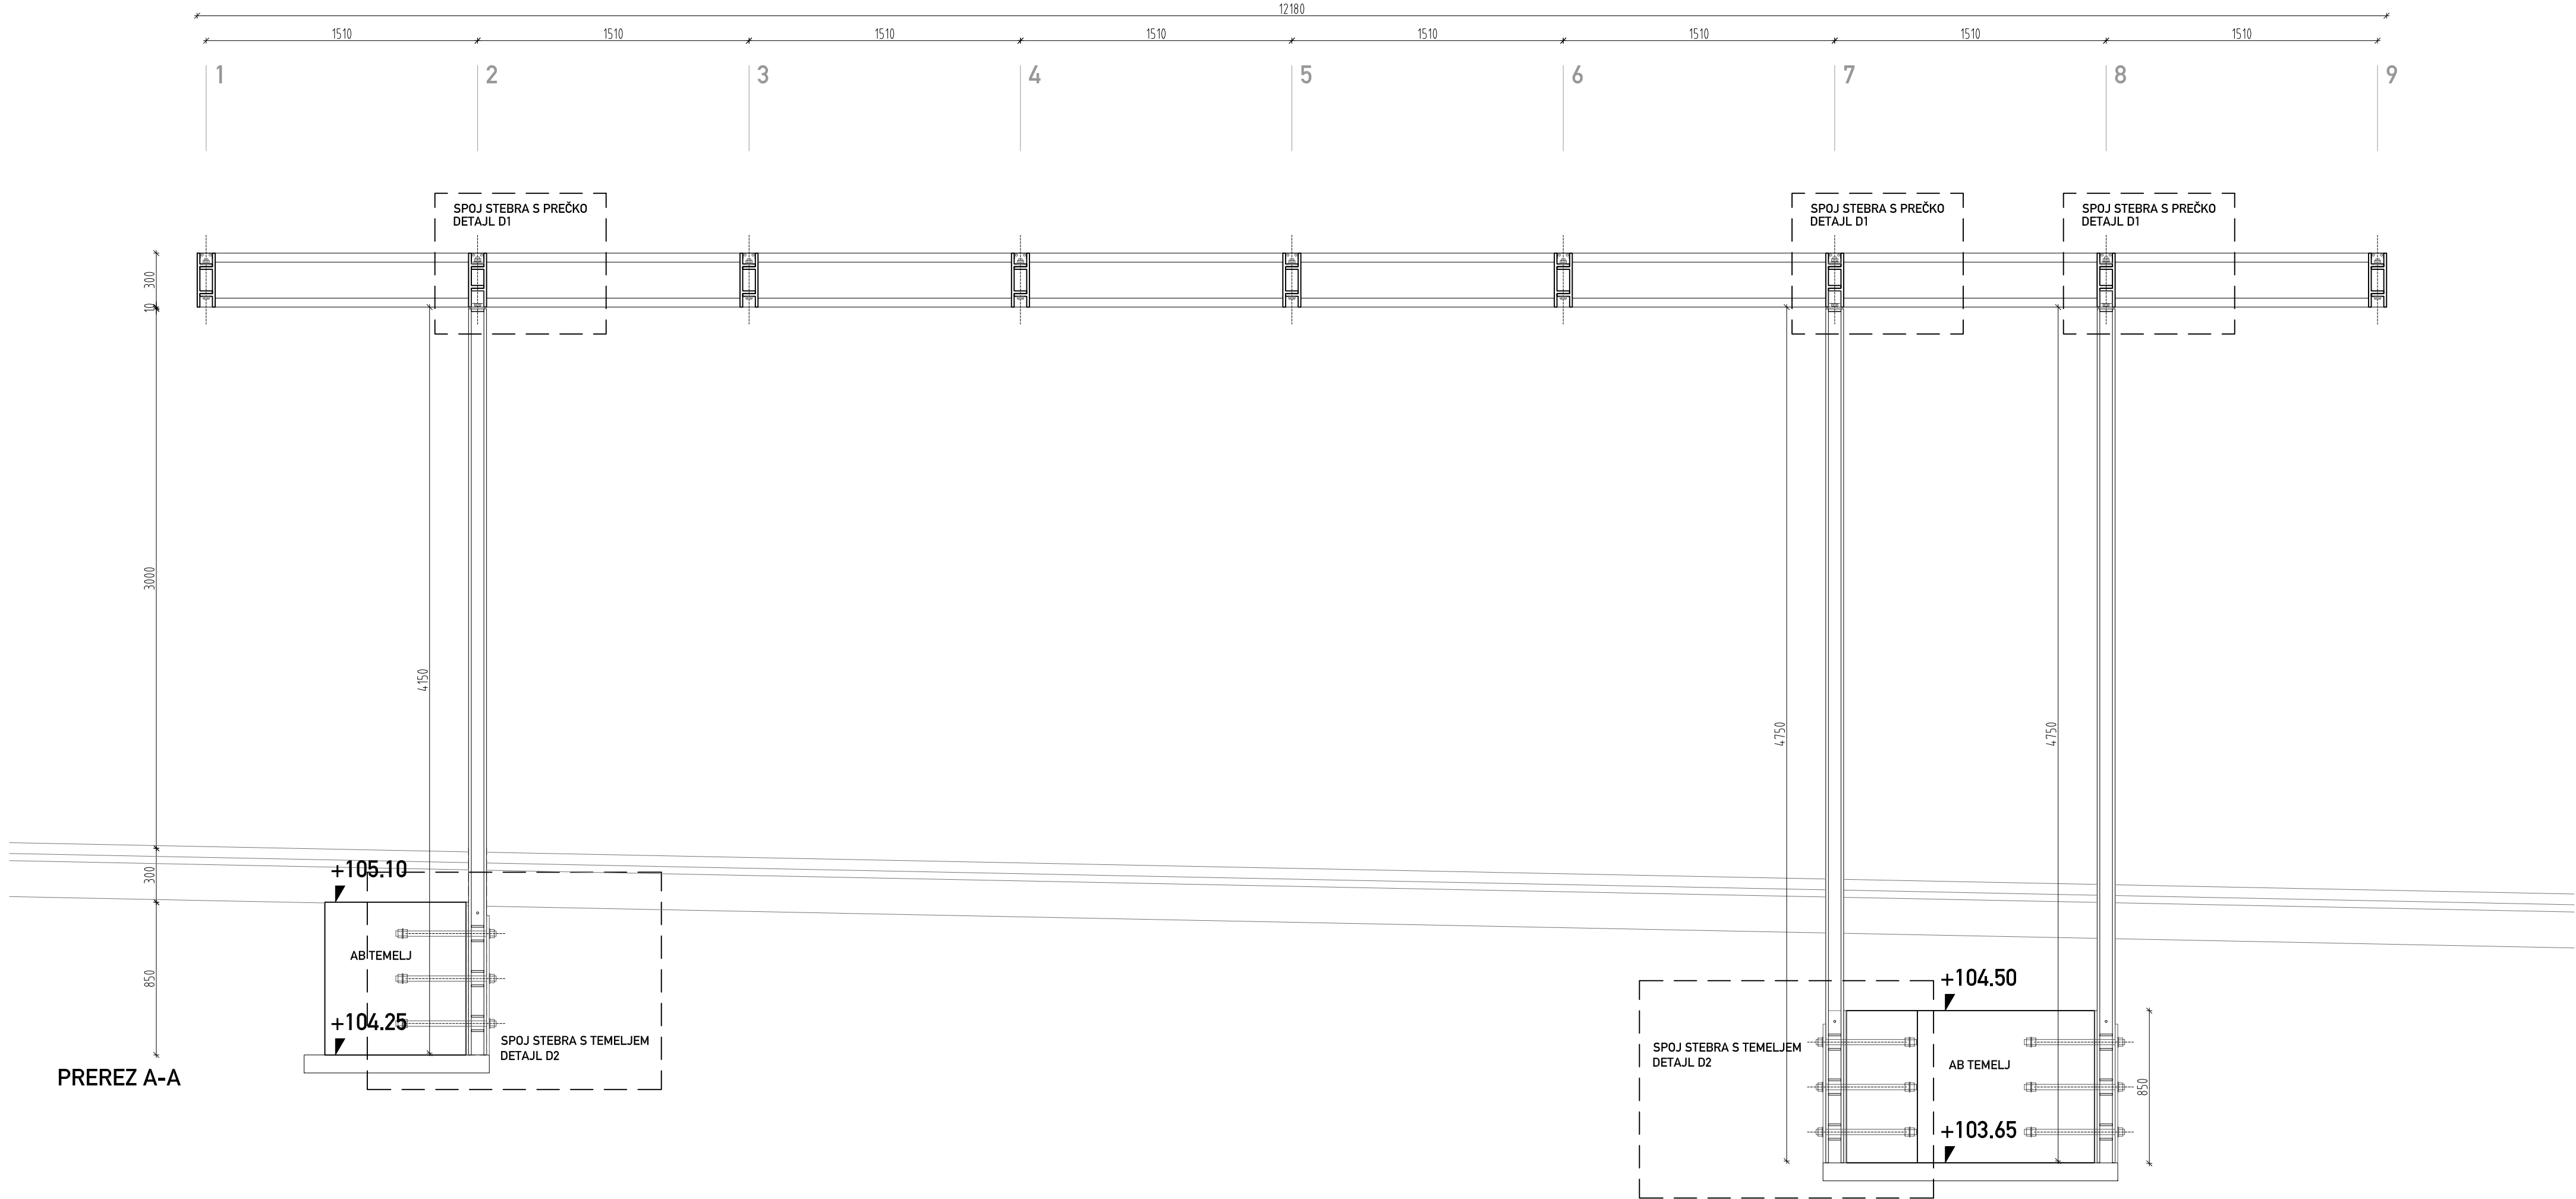 12180
1510 1510 1510 1510 1510 1510 1510 1510
1 2 3 4 5 6 7 8 9
SPOJ STEBRA S PREČKO
DETAJL D1
SPOJ STEBRA S PREČKO
DETAJL D1
SPOJ STEBRA S PREČKO
DETAJL D1
300
10
3000
4150
4750
4750
300
850
+105.10
AB TEMELJ
+104.25
SPOJ STEBRA S TEMELJEM
DETAJL D2
PREREZ A-A
+104.50
SPOJ STEBRA S TEMELJEM
DETAJL D2
AB TEMELJ
850
+103.65